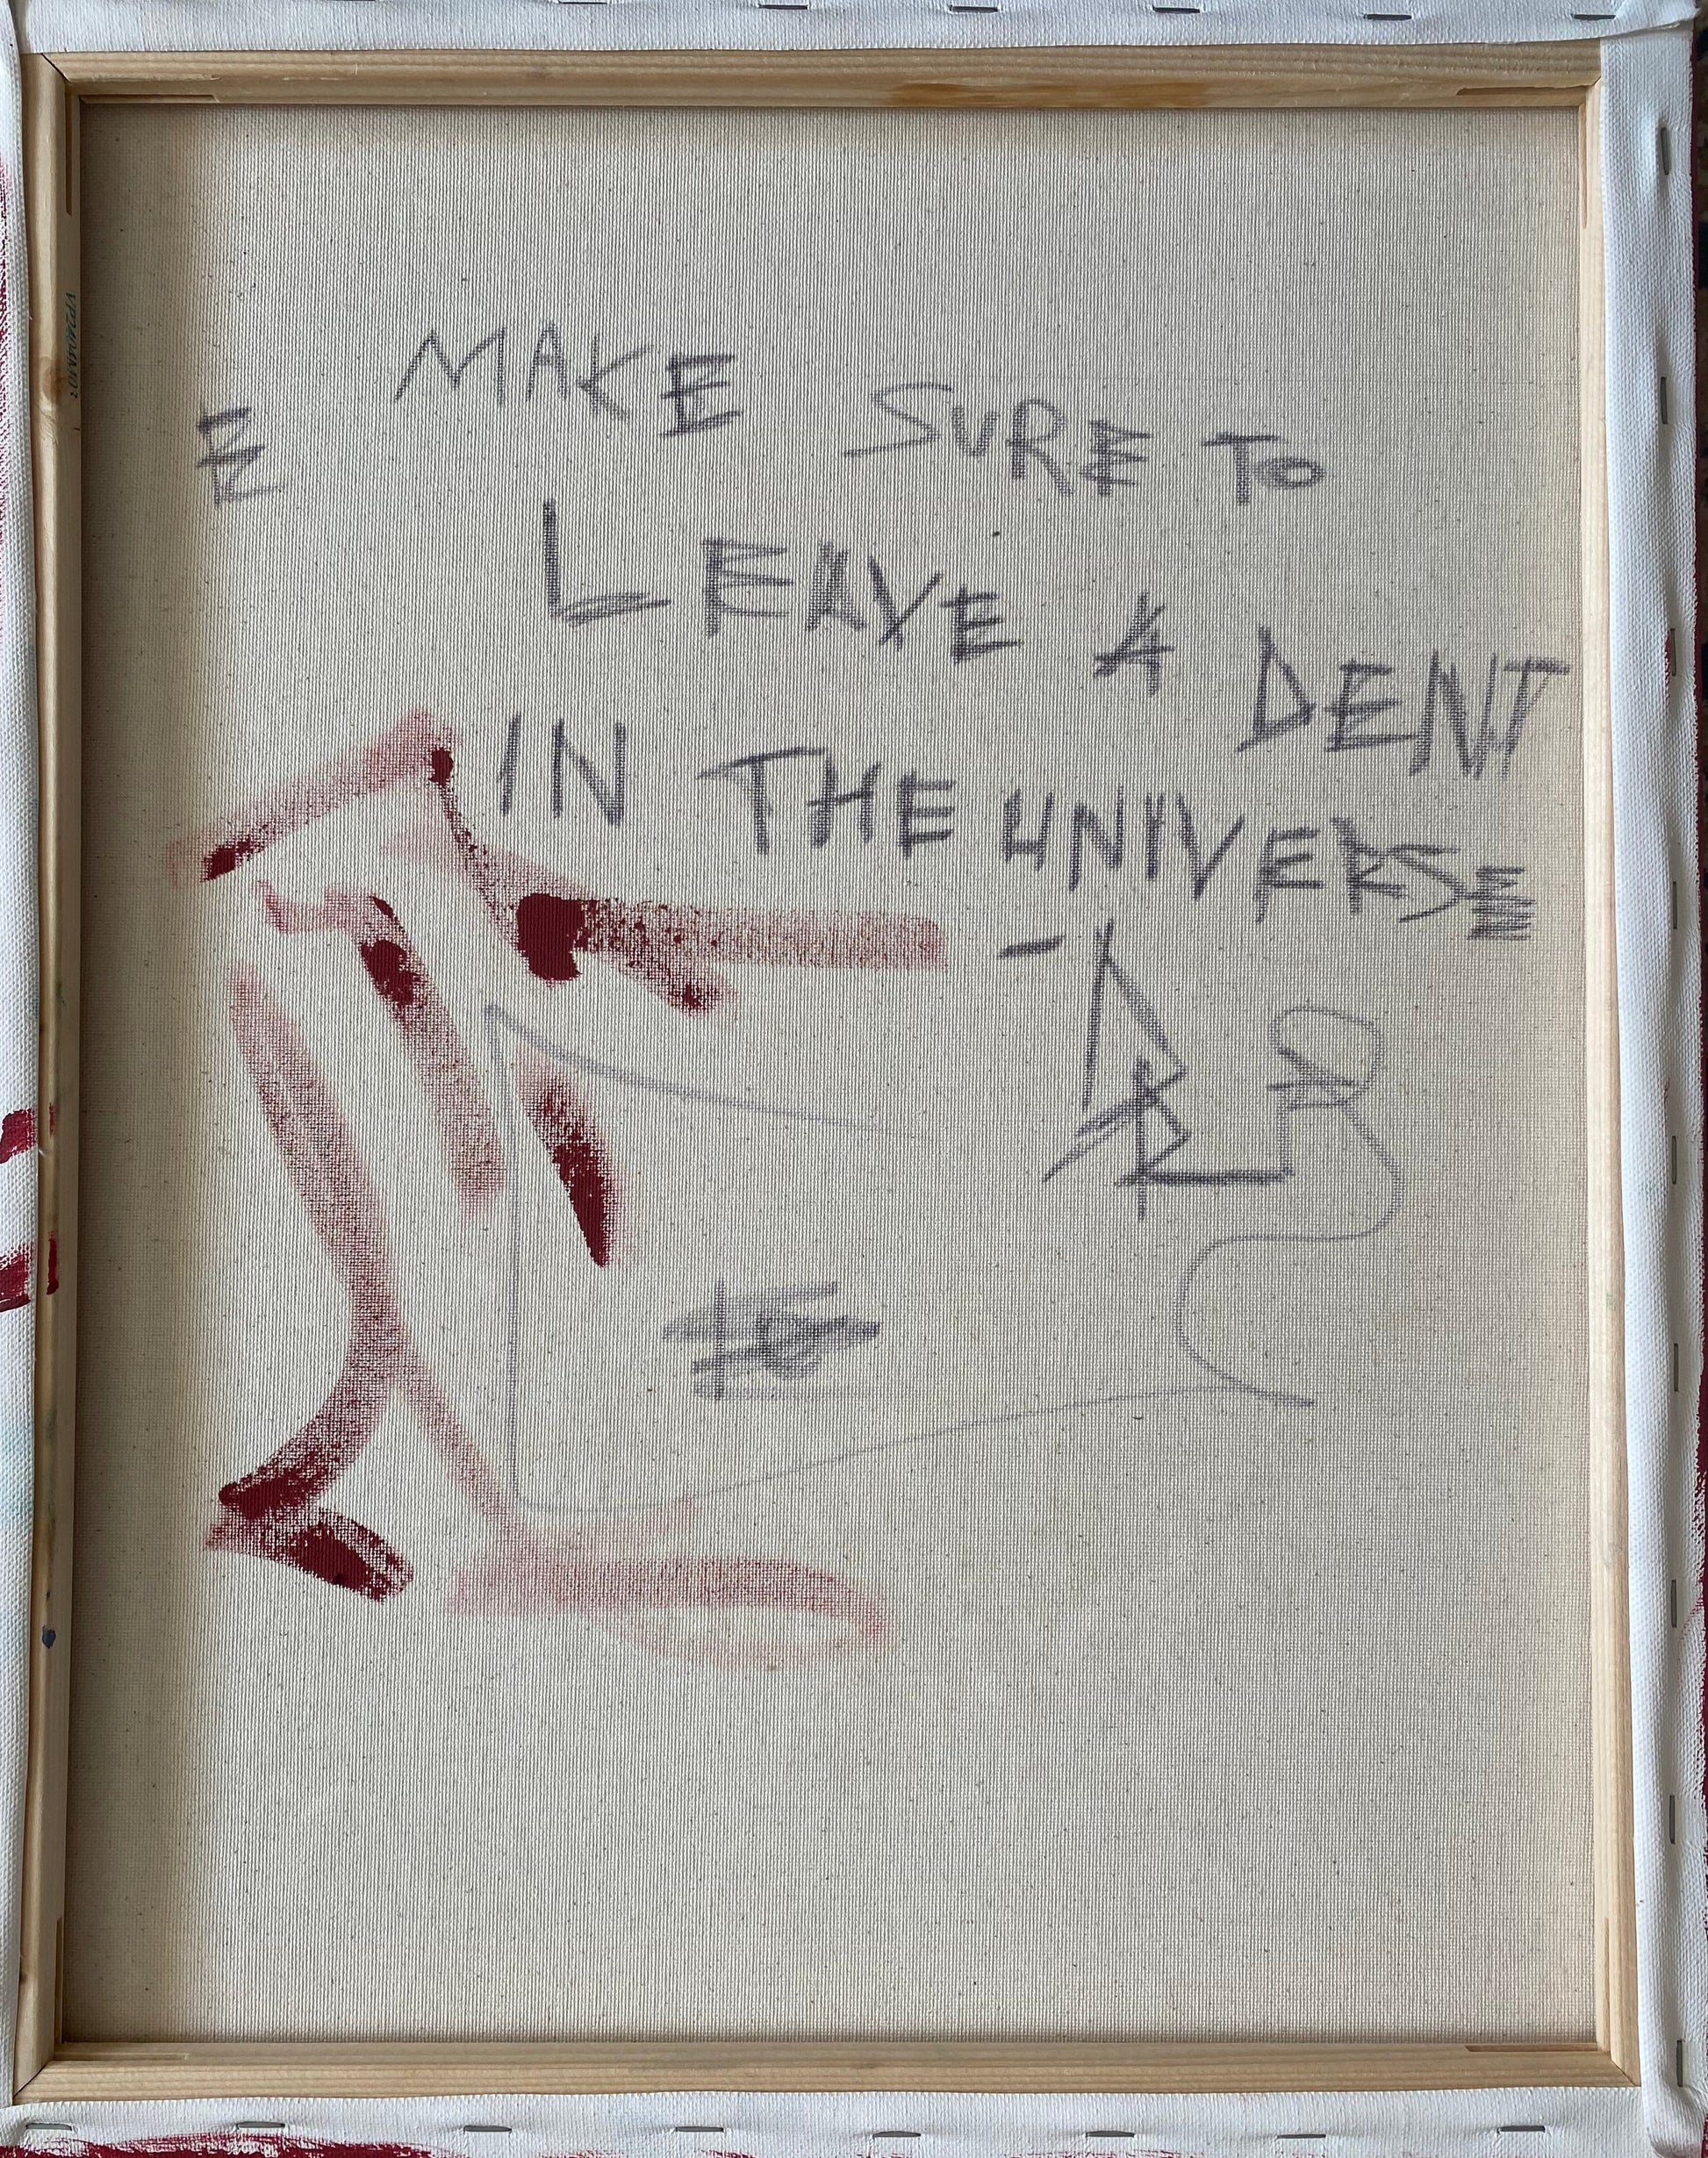 E MAKE SURE TO
LEAVE A DENT
IN THE UNIVERSE